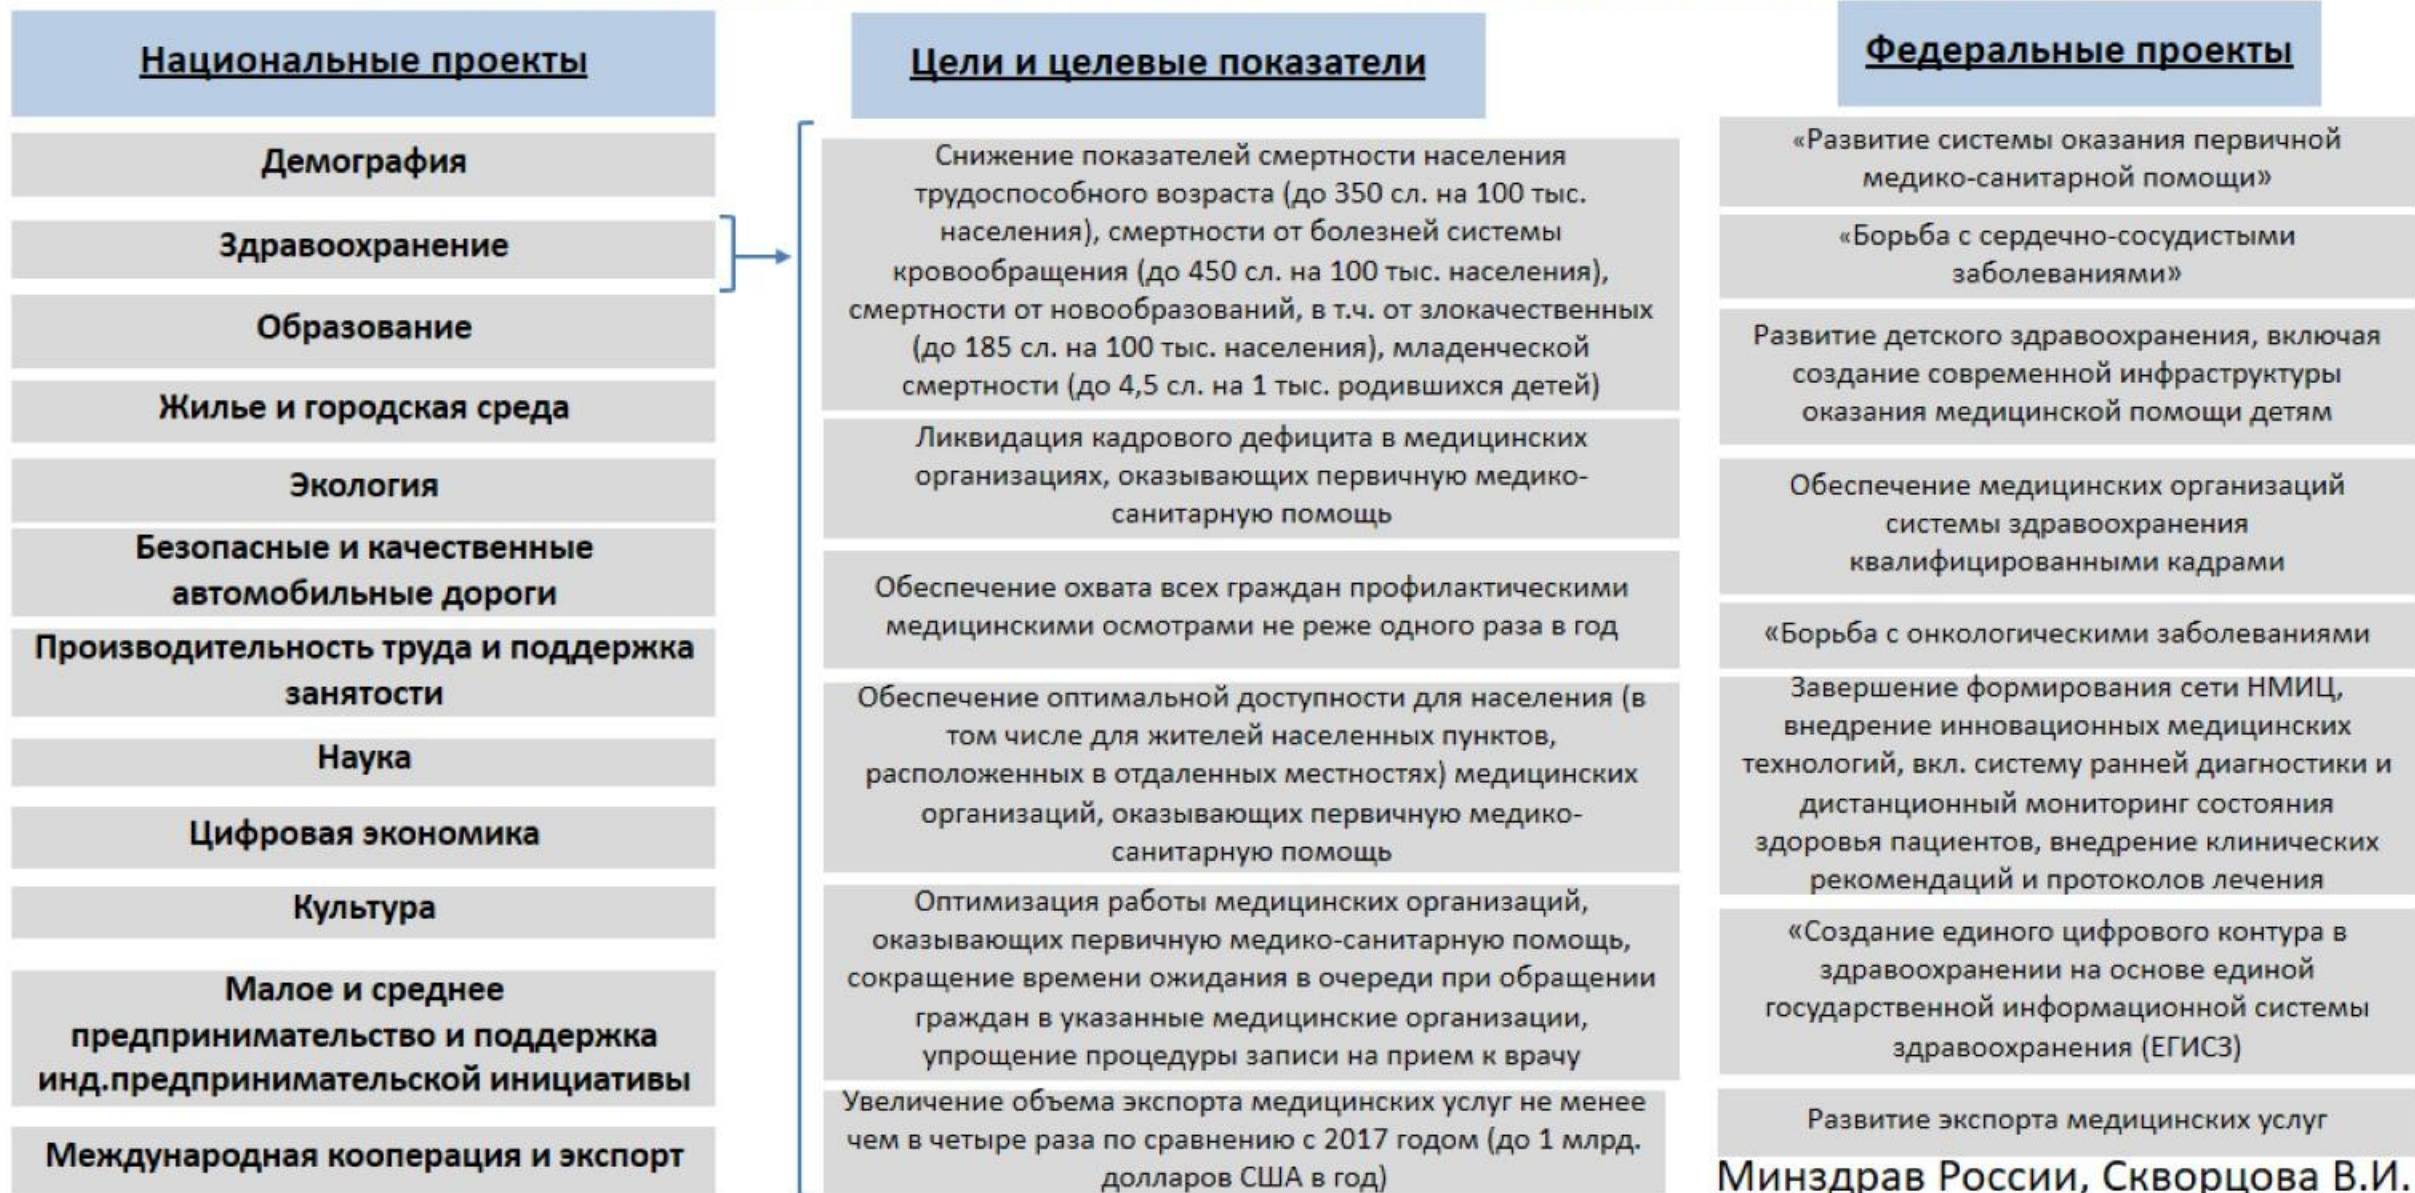 Национальные проекты
Демография
Здравоохранение
Образование
Жилье и городская среда
Экология
Безопасные и качественные
автомобильные дороги
Производительность труда и поддержка
занятости
Наука
Цифровая экономика
Культура
Малое и среднее
предпринимательство и поддержка
инд.предпринимательской инициативы
Международная кооперация и экспорт
Цели и целевые показатели
Снижение показателей смертности населения
трудоспособного возраста (до 350 сл. на 100 тыс.
населения), смертности от болезней системы
кровообращения (до 450 сл. на 100 тыс. населения),
смертности от новообразований, в т.ч. от злокачественных
(до 185 сл. на 100 тыс. населения), младенческой
смертности (до 4,5 сл. на 1 тыс. родившихся детей)
Ликвидация кадрового дефицита в медицинских
организациях, оказывающих первичную медико-
санитарную помощь
Обеспечение охвата всех граждан профилактическими
медицинскими осмотрами не реже одного раза в год
Обеспечение оптимальной доступности для населения (в
том числе для жителей населенных пунктов,
расположенных в отдаленных местностях) медицинских
организаций, оказывающих первичную медико-
санитарную помощь
Оптимизация работы медицинских организаций,
оказывающих первичную медико-санитарную помощь,
сокращение времени ожидания в очереди при обращении
граждан в указанные медицинские организации,
упрощение процедуры записи на прием к врачу
Увеличение объема экспорта медицинских услуг не менее
чем в четыре раза по сравнению с 2017 годом (до 1 млрд.
долларов США в год)
Федеральные проекты
«Развитие системы оказания первичной
медико-санитарной помощи»
«Борьба с сердечно-сосудистыми
заболеваниями»
Развитие детского здравоохранения, включая
создание современной инфраструктуры
оказания медицинской помощи детям
Обеспечение медицинских организаций
системы здравоохранения
квалифицированными кадрами
«Борьба с онкологическими заболеваниями
Завершение формирования сети НМИЦ,
внедрение инновационных медицинских
технологий, вкл. систему ранней диагностики и
дистанционный мониторинг состояния
здоровья пациентов, внедрение клинических
рекомендаций и протоколов лечения
«Создание единого цифрового контура в
здравоохранении на основе единой
государственной информационной системы
здравоохранения (ЕГИСЗ)
Развитие экспорта медицинских услуг
Минздрав России, Скворцова В.И.